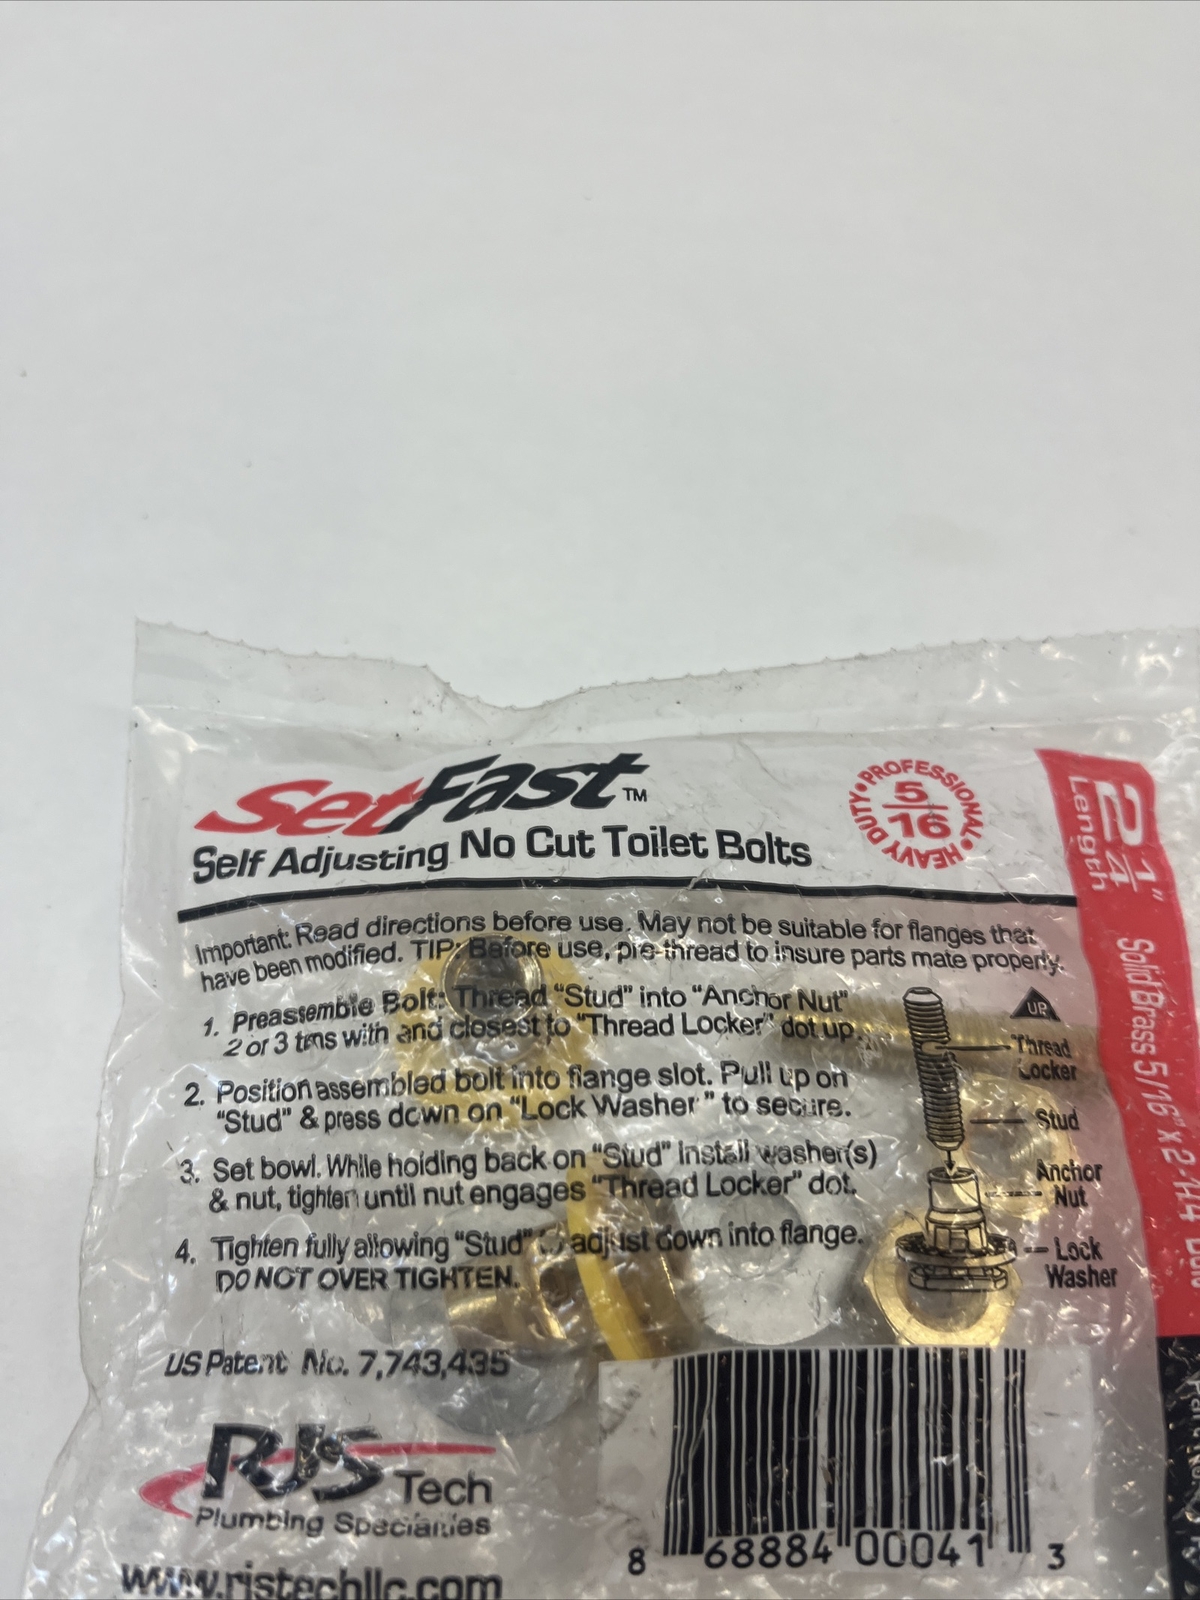 SetFast™
Self Adjusting No Cut Toilet Bolts
PROFESSIONAL • HEAVY DUTY •
5/16
2 1/4"
Length
Solid Brass 5/16" x 2-1/4
Important: Read directions before use. May not be suitable for flanges that
have been modified. TIP: Before use, pre-thread to insure parts mate properly.
1. Preassemble Bolt: Thread "Stud" into "Anchor Nut"
2 or 3 trns with and closest to "Thread Locker" dot up.
2. Position assembled bolt into flange slot. Pull up on
"Stud" & press down on "Lock Washer" to secure.
3. Set bowl. While holding back on "Stud" Install washer(s)
& nut, tighten until nut engages "Thread Locker" dot.
4. Tighten fully allowing "Stud" to adjust down into flange.
DO NOT OVER TIGHTEN.
UP
Thread
Locker
Stud
Anchor
Nut
Lock
Washer
US Patent No. 7,743,435
RJS Tech
Plumbing Specialties
www.rjstechllc.com
8 68884 00041 3